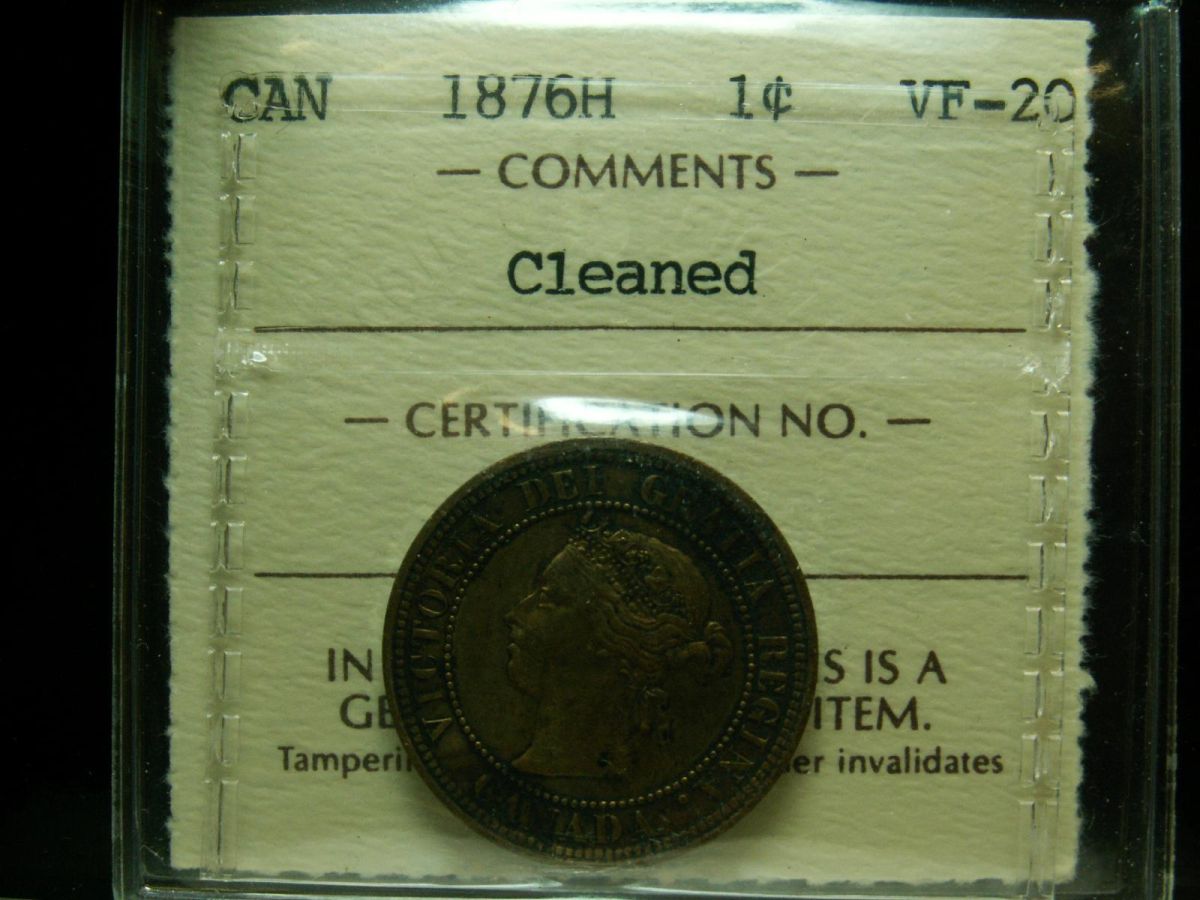 CAN 1876H 1¢ VF-20
— COMMENTS —
Cleaned
— CERTIFICATION NO. —
VICTORIA DEI GRATIA REGINA.
CANADA
IN S IS A
GE ITEM.
Tamperi er invalidates